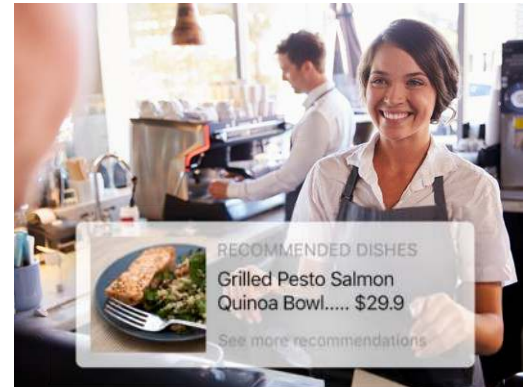 RECOMMENDED DISHES
Grilled Pesto Salmon
Quinoa Bowl..... $29.9
See more recommendations